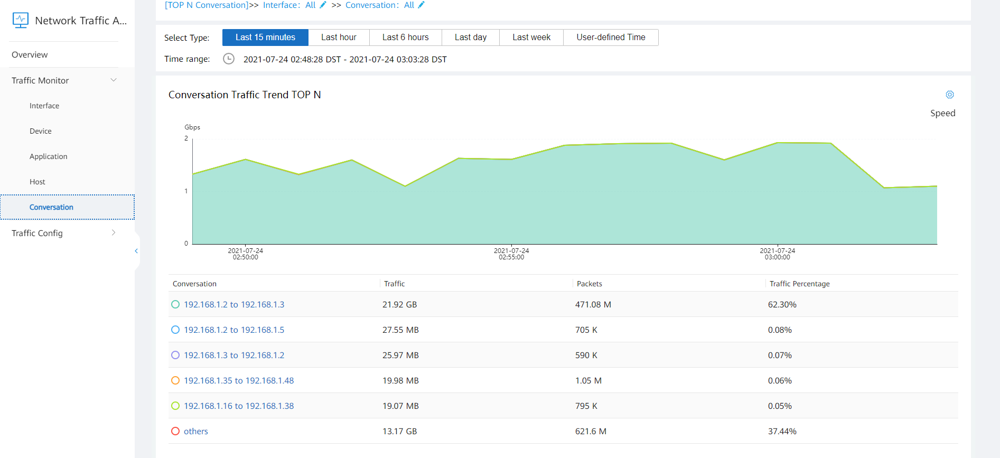 [TOP N Conversation]>> Interface: All >> Conversation: All
Network Traffic A...
Overview
Traffic Monitor
Interface
Device
Application
Host
Conversation
Traffic Config
Select Type: Last 15 minutes Last hour Last 6 hours Last day Last week User-defined Time
Time range: 2021-07-24 02:48:28 DST - 2021-07-24 03:03:28 DST
Conversation Traffic Trend TOP N
Speed
Gbps
2
1
0
2021-07-24 2021-07-24 2021-07-24
02:50:00 02:55:00 03:00:00
Conversation Traffic Packets Traffic Percentage
192.168.1.2 to 192.168.1.3 21.92 GB 471.08 M 62.30%
192.168.1.2 to 192.168.1.5 27.55 MB 705 K 0.08%
192.168.1.3 to 192.168.1.2 25.97 MB 590 K 0.07%
192.168.1.35 to 192.168.1.48 19.98 MB 1.05 M 0.06%
192.168.1.16 to 192.168.1.38 19.07 MB 795 K 0.05%
others 13.17 GB 621.6 M 37.44%